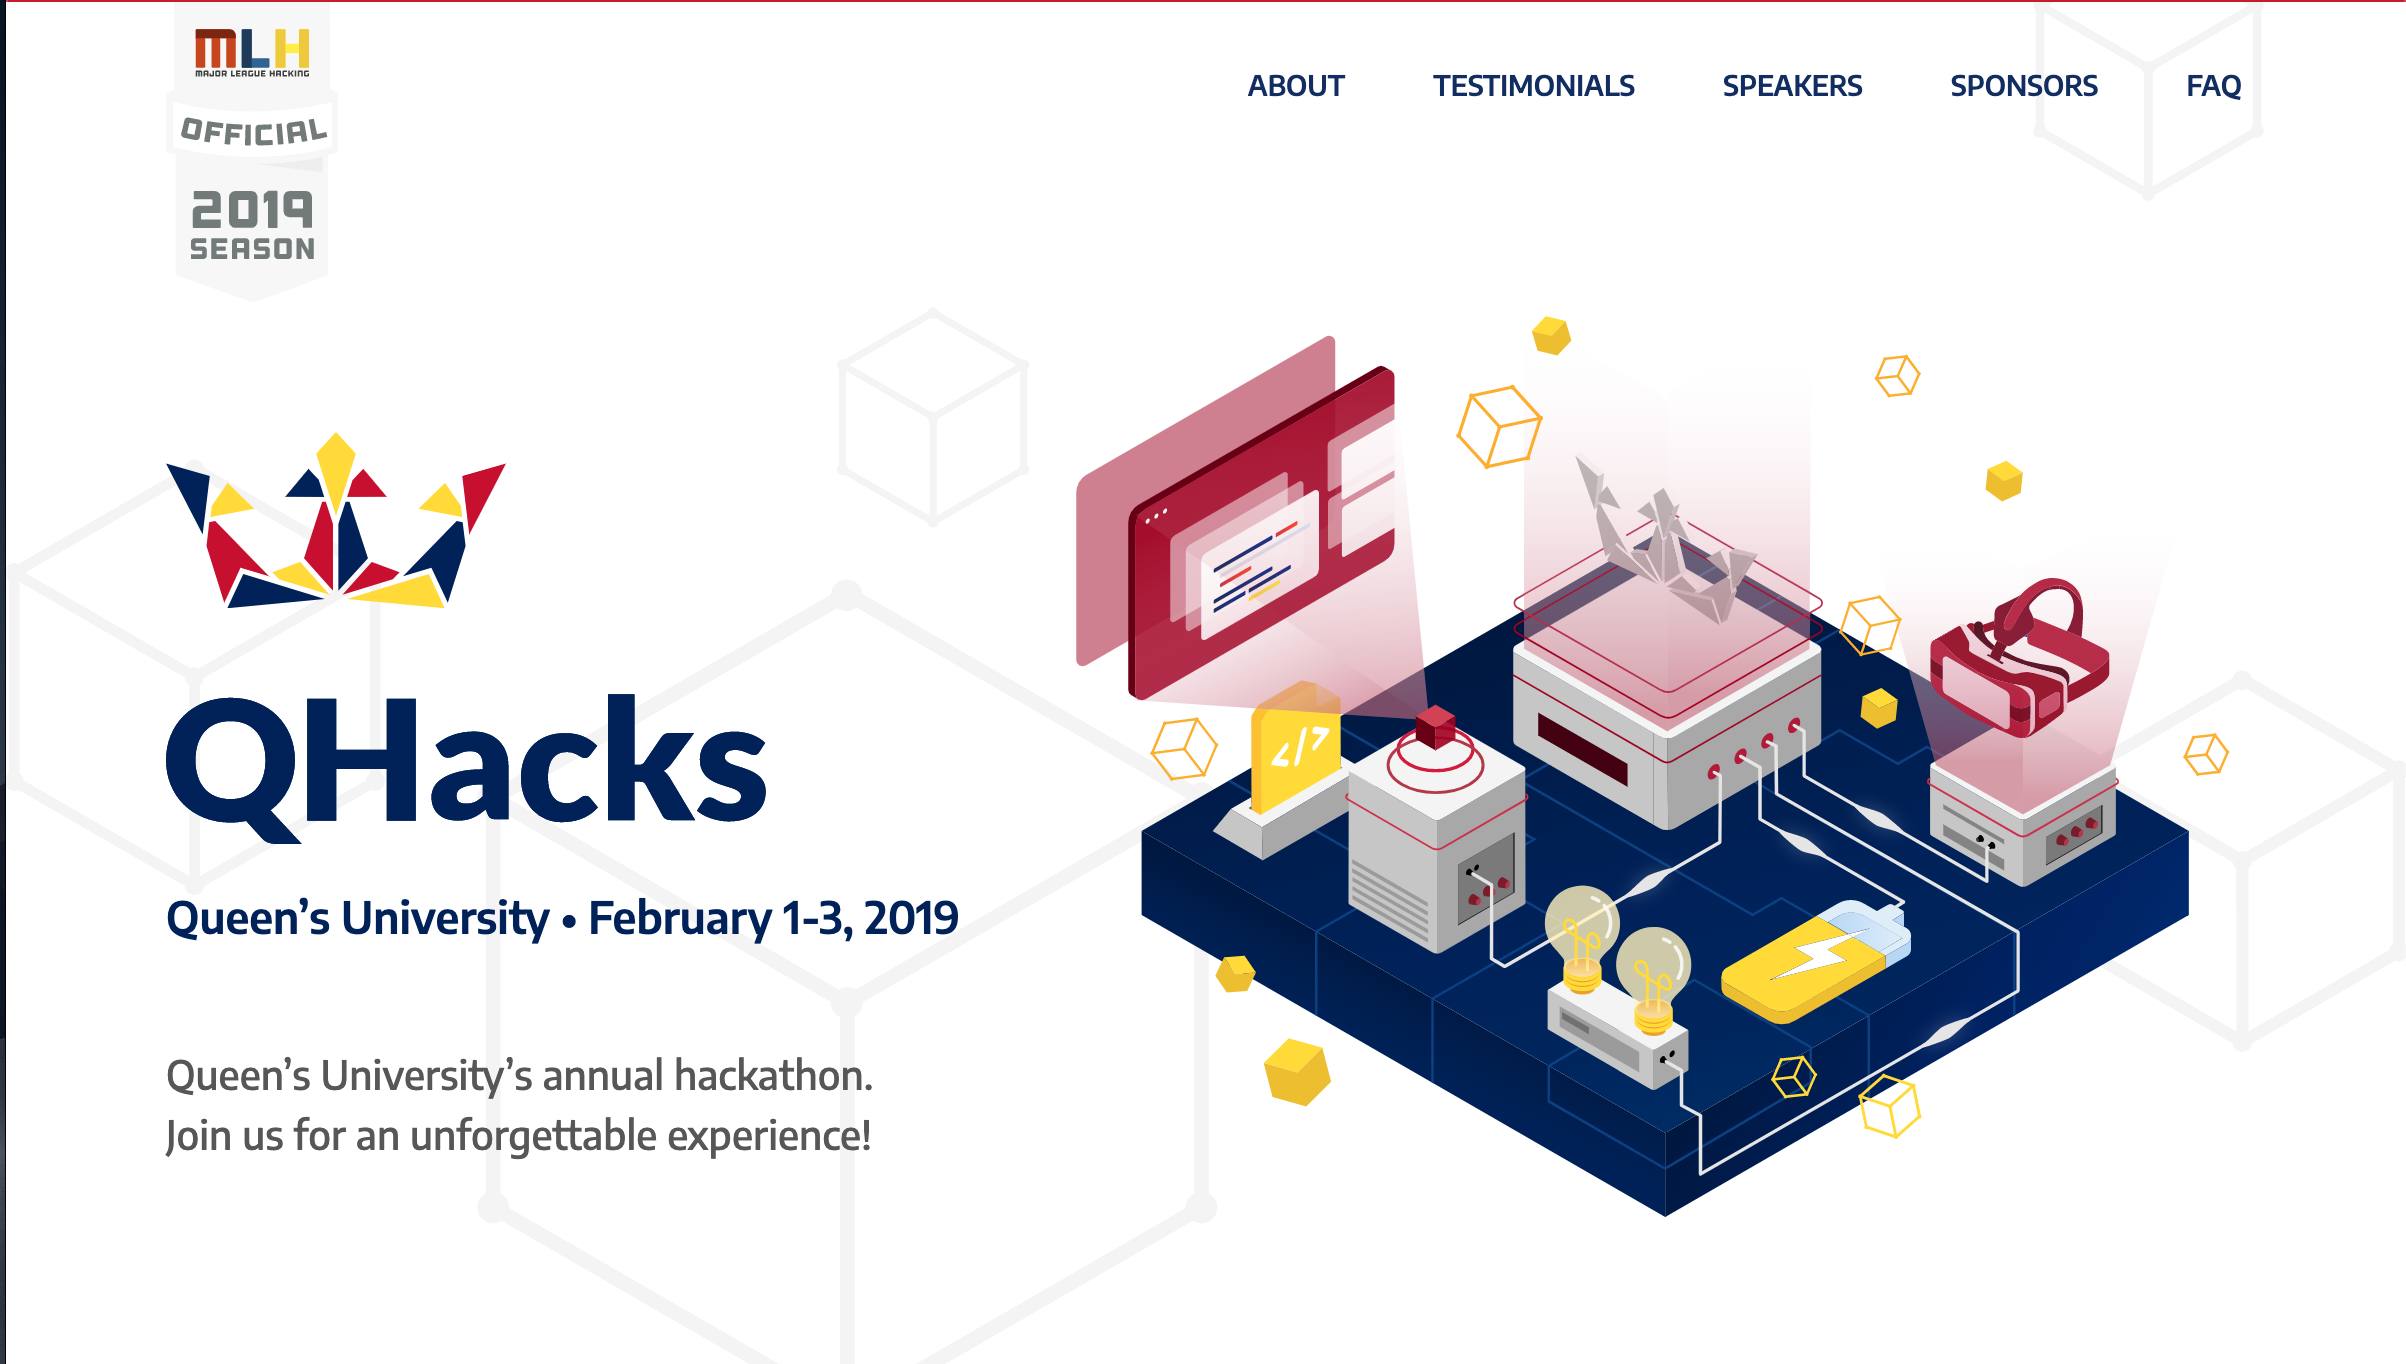 MLH
MAJOR LEAGUE HACKING
OFFICIAL
2019
SEASON
ABOUT TESTIMONIALS SPEAKERS SPONSORS FAQ
</>
QHacks
Queen’s University • February 1-3, 2019
Queen’s University’s annual hackathon.
Join us for an unforgettable experience!